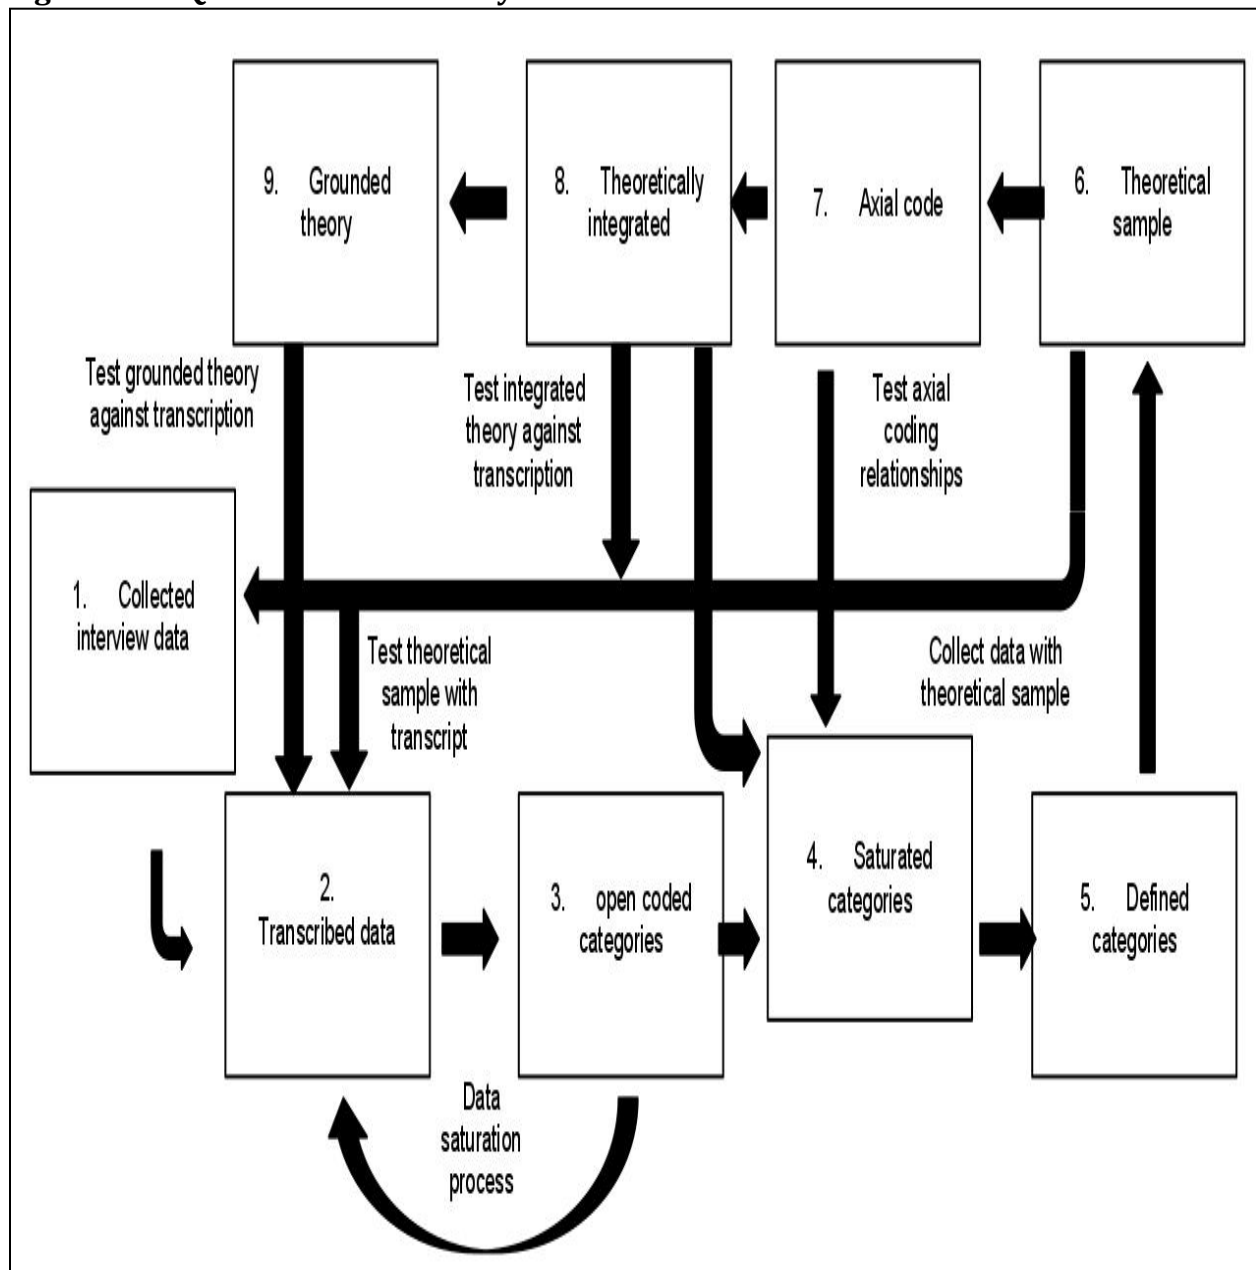 9. Grounded
theory
8. Theoretically
integrated
7. Axial code
6. Theoretical
sample
Test grounded theory
against transcription
Test integrated
theory against
transcription
Test axial
coding
relationships
1. Collected
interview data
Test theoretical
sample with
transcript
Collect data with
theoretical sample
2.
Transcribed data
3. open coded
categories
4. Saturated
categories
5. Defined
categories
Data
saturation
process